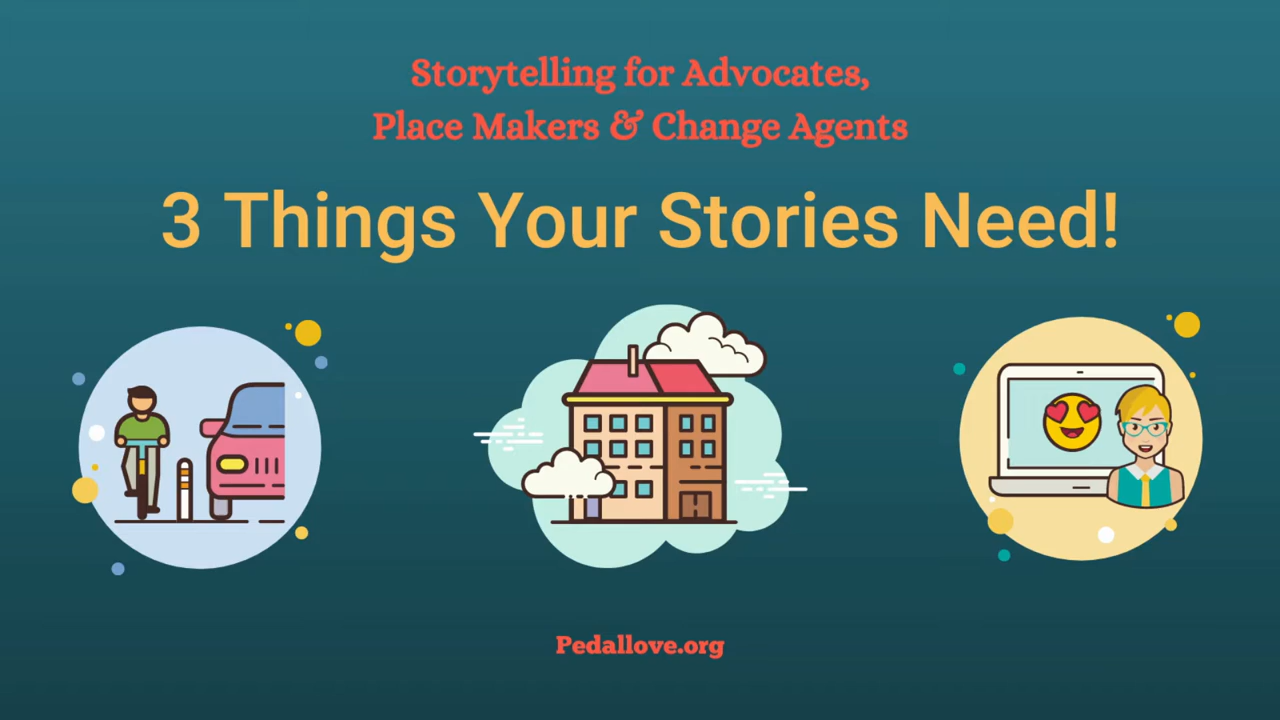 Storytelling for Advocates,
Place Makers & Change Agents
3 Things Your Stories Need!
Pedallove.org